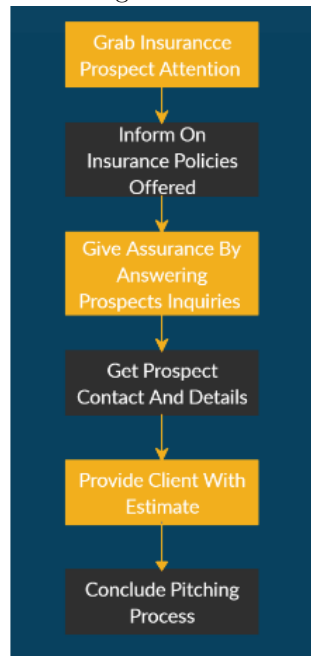 Grab Insurancce
Prospect Attention
Inform On
Insurance Policies
Offered
Give Assurance By
Answering
Prospects Inquiries
Get Prospect
Contact And Details
Provide Client With
Estimate
Conclude Pitching
Process